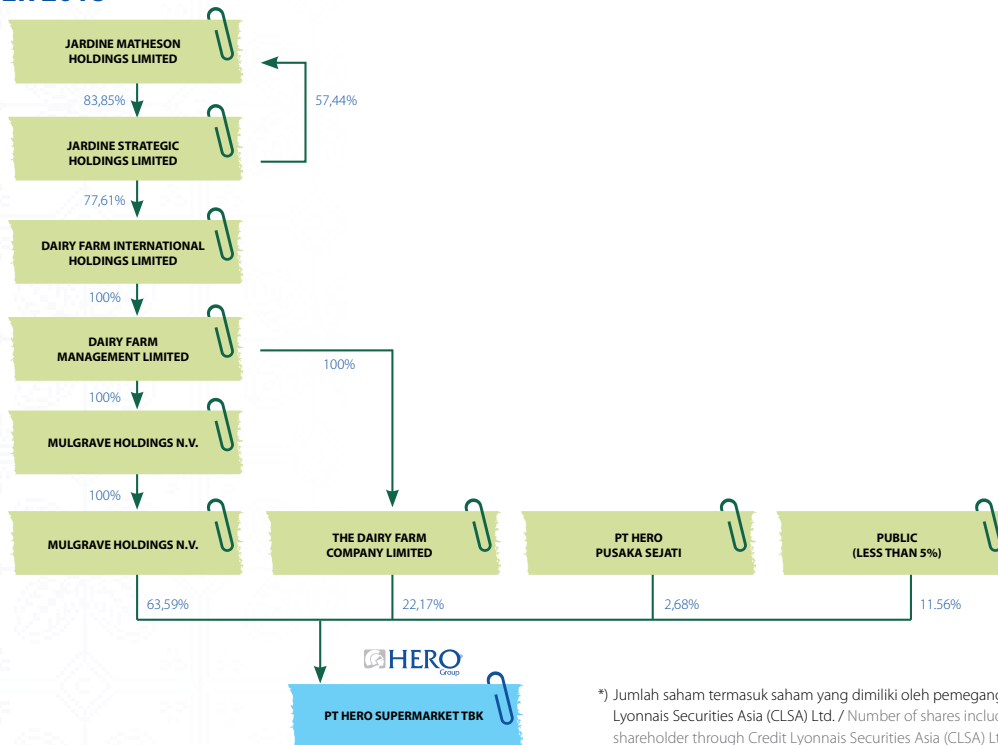 JARDINE MATHESON
HOLDINGS LIMITED
83,85%
57,44%
JARDINE STRATEGIC
HOLDINGS LIMITED
77,61%
DAIRY FARM INTERNATIONAL
HOLDINGS LIMITED
100%
DAIRY FARM
MANAGEMENT LIMITED
100%
100%
MULGRAVE HOLDINGS N.V.
100%
MULGRAVE HOLDINGS N.V.
THE DAIRY FARM
COMPANY LIMITED
PT HERO
PUSAKA SEJATI
PUBLIC
(LESS THAN 5%)
63,59%
22,17%
2,68%
11.56%
HERO
Group
PT HERO SUPERMARKET TBK
*) Jumlah saham termasuk saham yang dimiliki oleh pemegang
Lyonnais Securities Asia (CLSA) Ltd. / Number of shares
shareholder through Credit Lyonnais Securities Asia (CLSA)